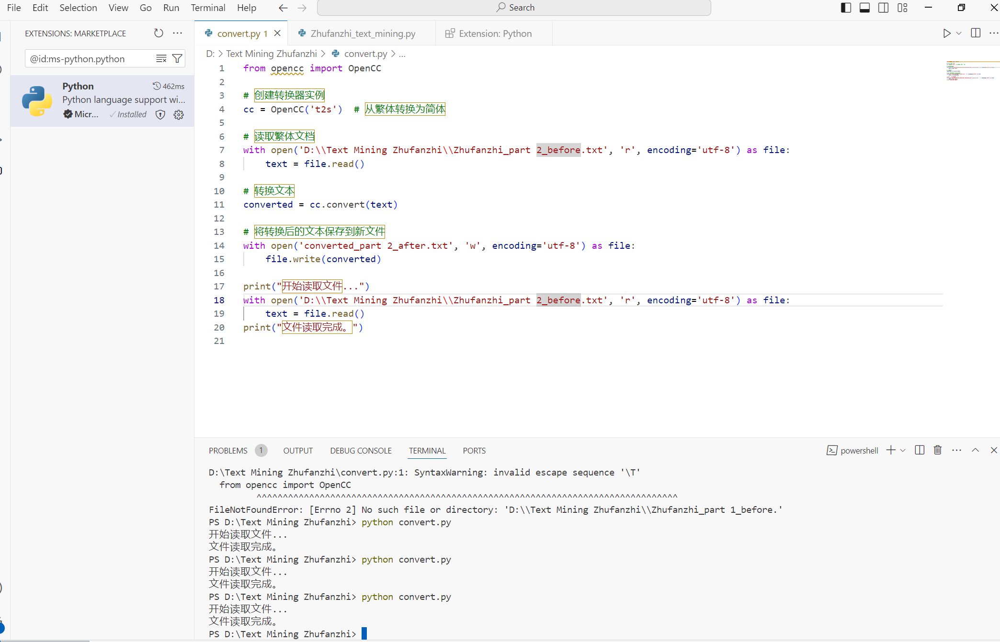 File Edit Selection View Go Run Terminal Help Search
EXTENSIONS: MARKETPLACE
@id:ms-python.python
Python 462ms
Python language support wi...
Micr... Installed
convert.py 1 Zhufanzhi_text_mining.py Extension: Python
D: > Text Mining Zhufanzhi > convert.py > ...
1 from opencc import OpenCC
2
3 # 创建转换器实例
4 cc = OpenCC('t2s')  # 从繁体转换为简体
5
6 # 读取繁体文档
7 with open('D:\\Text Mining Zhufanzhi\\Zhufanzhi_part 2_before.txt', 'r', encoding='utf-8') as file:
8     text = file.read()
9
10 # 转换文本
11 converted = cc.convert(text)
12
13 # 将转换后的文本保存到新文件
14 with open('converted_part 2_after.txt', 'w', encoding='utf-8') as file:
15     file.write(converted)
16
17 print("开始读取文件...")
18 with open('D:\\Text Mining Zhufanzhi\\Zhufanzhi_part 2_before.txt', 'r', encoding='utf-8') as file:
19     text = file.read()
20 print("文件读取完成。")
21
PROBLEMS 1 OUTPUT DEBUG CONSOLE TERMINAL PORTS powershell
D:\Text Mining Zhufanzhi\convert.py:1: SyntaxWarning: invalid escape sequence '\T'
  from opencc import OpenCC
         ^^^^^^^^^^^^^^^^^^^^^^^^^^^^^^^^^^^^^^^^^^^^^^^^^^^^^^^^^^^^^^^^^^^^^^^^^^^^^^^^
FileNotFoundError: [Errno 2] No such file or directory: 'D:\\Text Mining Zhufanzhi\\Zhufanzhi_part 1_before.'
PS D:\Text Mining Zhufanzhi> python convert.py
开始读取文件...
文件读取完成。
PS D:\Text Mining Zhufanzhi> python convert.py
开始读取文件...
文件读取完成。
PS D:\Text Mining Zhufanzhi> python convert.py
开始读取文件...
文件读取完成。
PS D:\Text Mining Zhufanzhi>